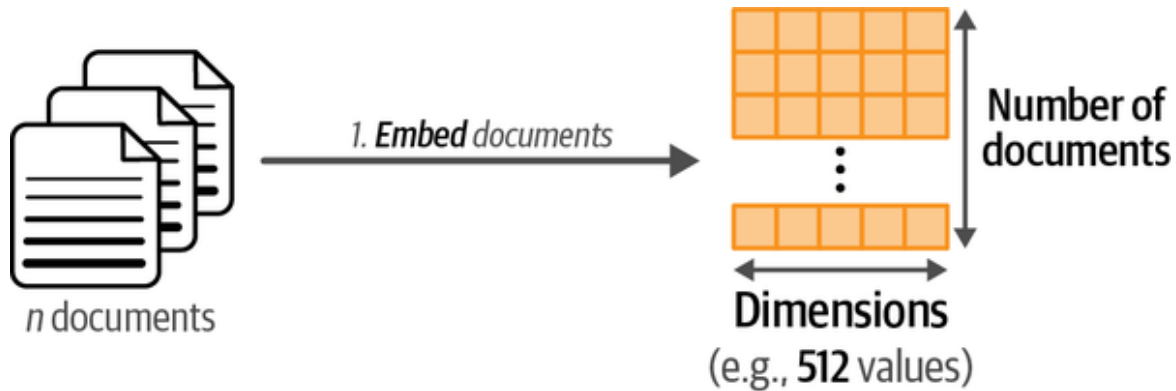 n documents
1. Embed documents
Number of
documents
Dimensions
(e.g., 512 values)